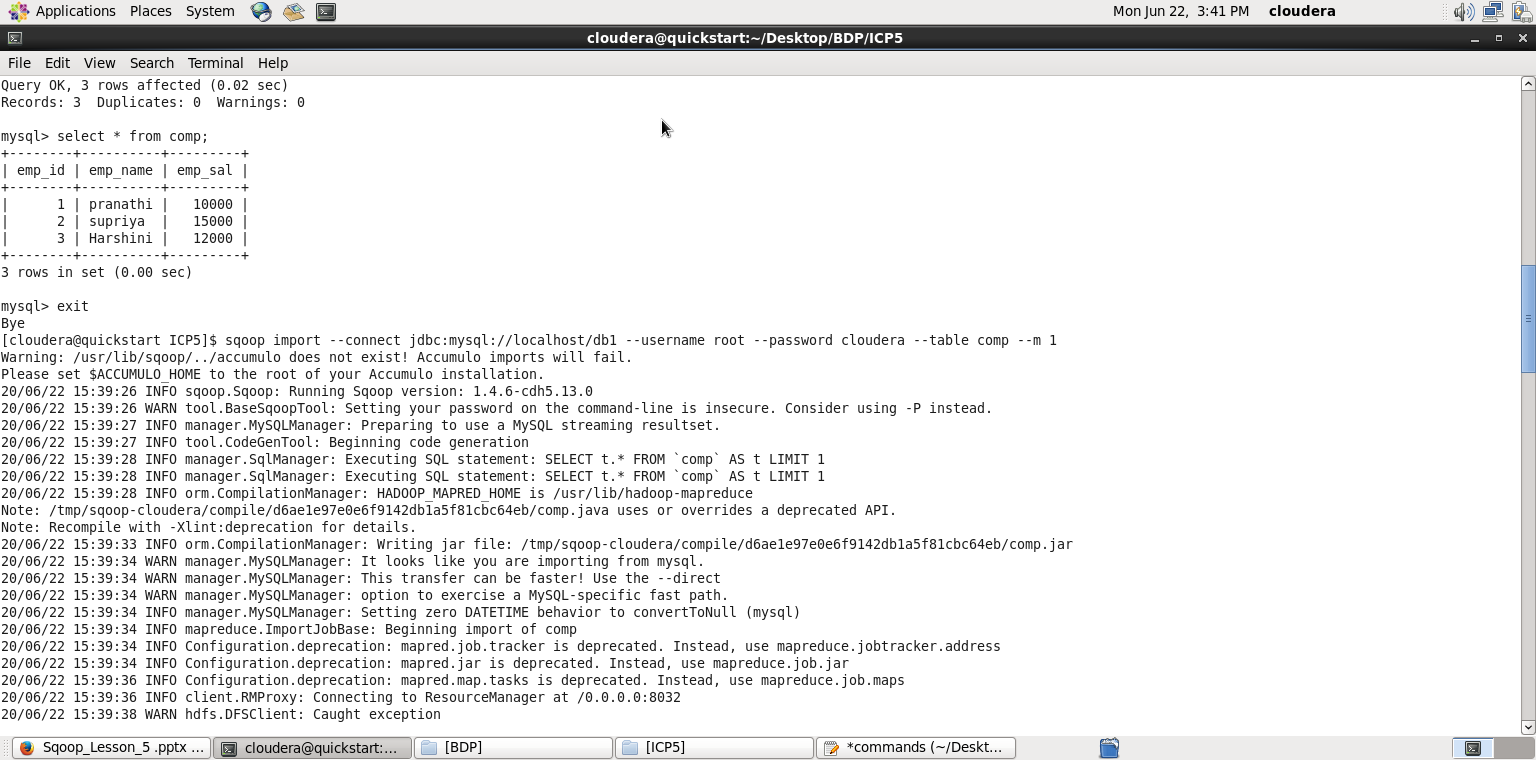 Applications Places System Mon Jun 22, 3:41 PM cloudera
cloudera@quickstart:~/Desktop/BDP/ICP5
File Edit View Search Terminal Help
Query OK, 3 rows affected (0.02 sec)
Records: 3  Duplicates: 0  Warnings: 0
mysql> select * from comp;
+--------+----------+---------+
| emp_id | emp_name | emp_sal |
+--------+----------+---------+
|      1 | pranathi |   10000 |
|      2 | supriya  |   15000 |
|      3 | Harshini |   12000 |
+--------+----------+---------+
3 rows in set (0.00 sec)
mysql> exit
Bye
[cloudera@quickstart ICP5]$ sqoop import --connect jdbc:mysql://localhost/db1 --username root --password cloudera --table comp --m 1
Warning: /usr/lib/sqoop/../accumulo does not exist! Accumulo imports will fail.
Please set $ACCUMULO_HOME to the root of your Accumulo installation.
20/06/22 15:39:26 INFO sqoop.Sqoop: Running Sqoop version: 1.4.6-cdh5.13.0
20/06/22 15:39:26 WARN tool.BaseSqoopTool: Setting your password on the command-line is insecure. Consider using -P instead.
20/06/22 15:39:27 INFO manager.MySQLManager: Preparing to use a MySQL streaming resultset.
20/06/22 15:39:27 INFO tool.CodeGenTool: Beginning code generation
20/06/22 15:39:28 INFO manager.SqlManager: Executing SQL statement: SELECT t.* FROM `comp` AS t LIMIT 1
20/06/22 15:39:28 INFO manager.SqlManager: Executing SQL statement: SELECT t.* FROM `comp` AS t LIMIT 1
20/06/22 15:39:28 INFO orm.CompilationManager: HADOOP_MAPRED_HOME is /usr/lib/hadoop-mapreduce
Note: /tmp/sqoop-cloudera/compile/d6ae1e97e0e6f9142db1a5f81cbc64eb/comp.java uses or overrides a deprecated API.
Note: Recompile with -Xlint:deprecation for details.
20/06/22 15:39:33 INFO orm.CompilationManager: Writing jar file: /tmp/sqoop-cloudera/compile/d6ae1e97e0e6f9142db1a5f81cbc64eb/comp.jar
20/06/22 15:39:34 WARN manager.MySQLManager: It looks like you are importing from mysql.
20/06/22 15:39:34 WARN manager.MySQLManager: This transfer can be faster! Use the --direct
20/06/22 15:39:34 WARN manager.MySQLManager: option to exercise a MySQL-specific fast path.
20/06/22 15:39:34 INFO manager.MySQLManager: Setting zero DATETIME behavior to convertToNull (mysql)
20/06/22 15:39:34 INFO mapreduce.ImportJobBase: Beginning import of comp
20/06/22 15:39:34 INFO Configuration.deprecation: mapred.job.tracker is deprecated. Instead, use mapreduce.jobtracker.address
20/06/22 15:39:34 INFO Configuration.deprecation: mapred.jar is deprecated. Instead, use mapreduce.job.jar
20/06/22 15:39:36 INFO Configuration.deprecation: mapred.map.tasks is deprecated. Instead, use mapreduce.job.maps
20/06/22 15:39:36 INFO client.RMProxy: Connecting to ResourceManager at /0.0.0.0:8032
20/06/22 15:39:38 WARN hdfs.DFSClient: Caught exception
Sqoop_Lesson_5 .pptx ... cloudera@quickstart:... [BDP] [ICP5] *commands (~/Deskt...